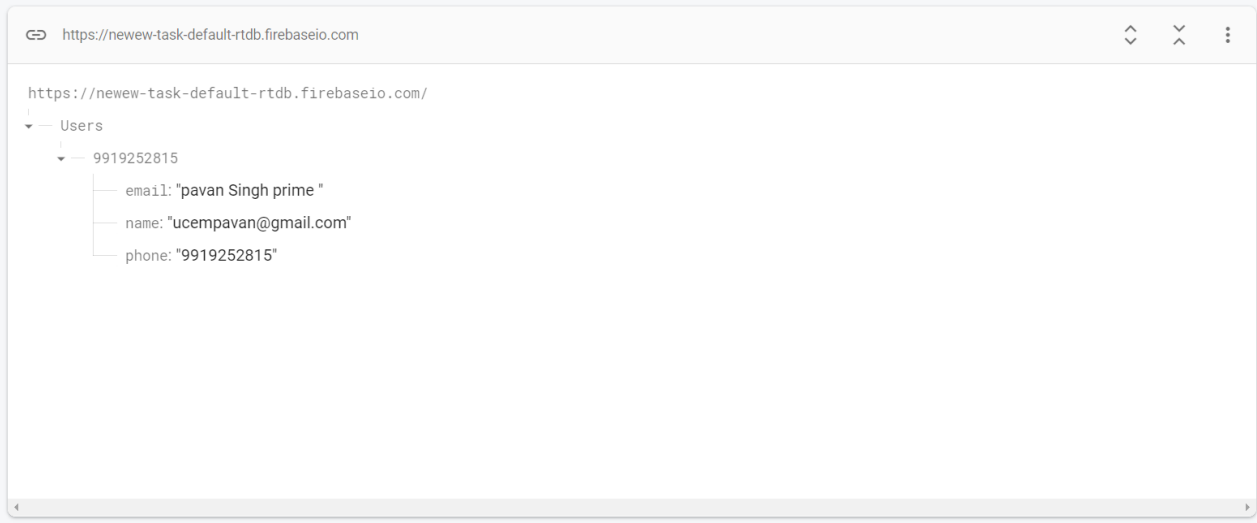 https://newew-task-default-rtdb.firebaseio.com
https://newew-task-default-rtdb.firebaseio.com/
Users
9919252815
email: "pavan Singh prime "
name: "ucempavan@gmail.com"
phone: "9919252815"